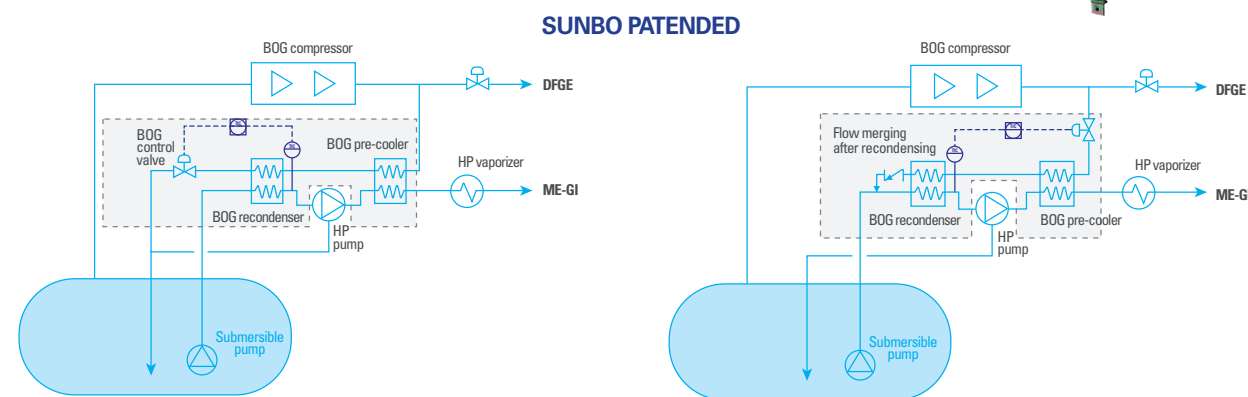 SUNBO PATENDED
BOG compressor
DFGE
BOG
control
valve
BOG pre-cooler
HP vaporizer
ME-GI
BOG recondenser
HP
pump
Submersible
pump
BOG compressor
DFGE
Flow merging
after recondensing
HP vaporizer
ME-GI
BOG recondenser
BOG pre-cooler
HP
pump
Submersible
pump